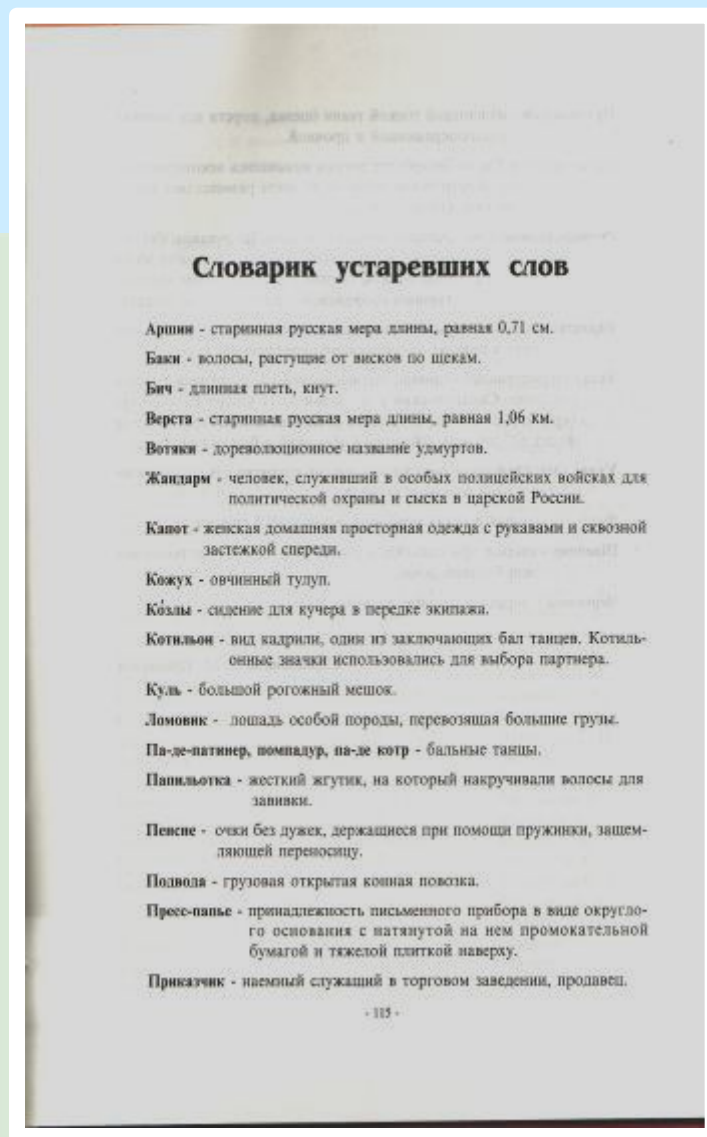 Словарик устаревших слов
Аршин - старинная русская мера длины, равная 0,71 см.
Баки - волосы, растущие от висков по щекам.
Бич - длинная плеть, кнут.
Верста - старинная русская мера длины, равная 1,06 км.
Вотяки - дореволюционное название удмуртов.
Жандарм - человек, служивший в особых полицейских войсках для
политической охраны и сыска в царской России.
Капот - женская домашняя просторная одежда с рукавами и сквозной
застежкой спереди.
Кожух - овчинный тулуп.
Ко́злы - сидение для кучера в передке экипажа.
Котильон - вид кадрили, один из заключающих бал танцев. Котиль-
онные значки использовались для выбора партнера.
Куль - большой рогожный мешок.
Ломовик - лошадь особой породы, перевозящая большие грузы.
Па-де-патинер, помпадур, па-де котр - бальные танцы.
Папильотка - жесткий жгутик, на который накручивали волосы для
завивки.
Пенсне - очки без дужек, держащиеся при помощи пружинки, защем-
ляющей переносицу.
Подвода - грузовая открытая конная повозка.
Пресс-папье - принадлежность письменного прибора в виде округло-
го основания с натянутой на нем промокательной
бумагой и тяжелой плиткой наверху.
Приказчик - наемный служащий в торговом заведении, продавец.
- 115 -